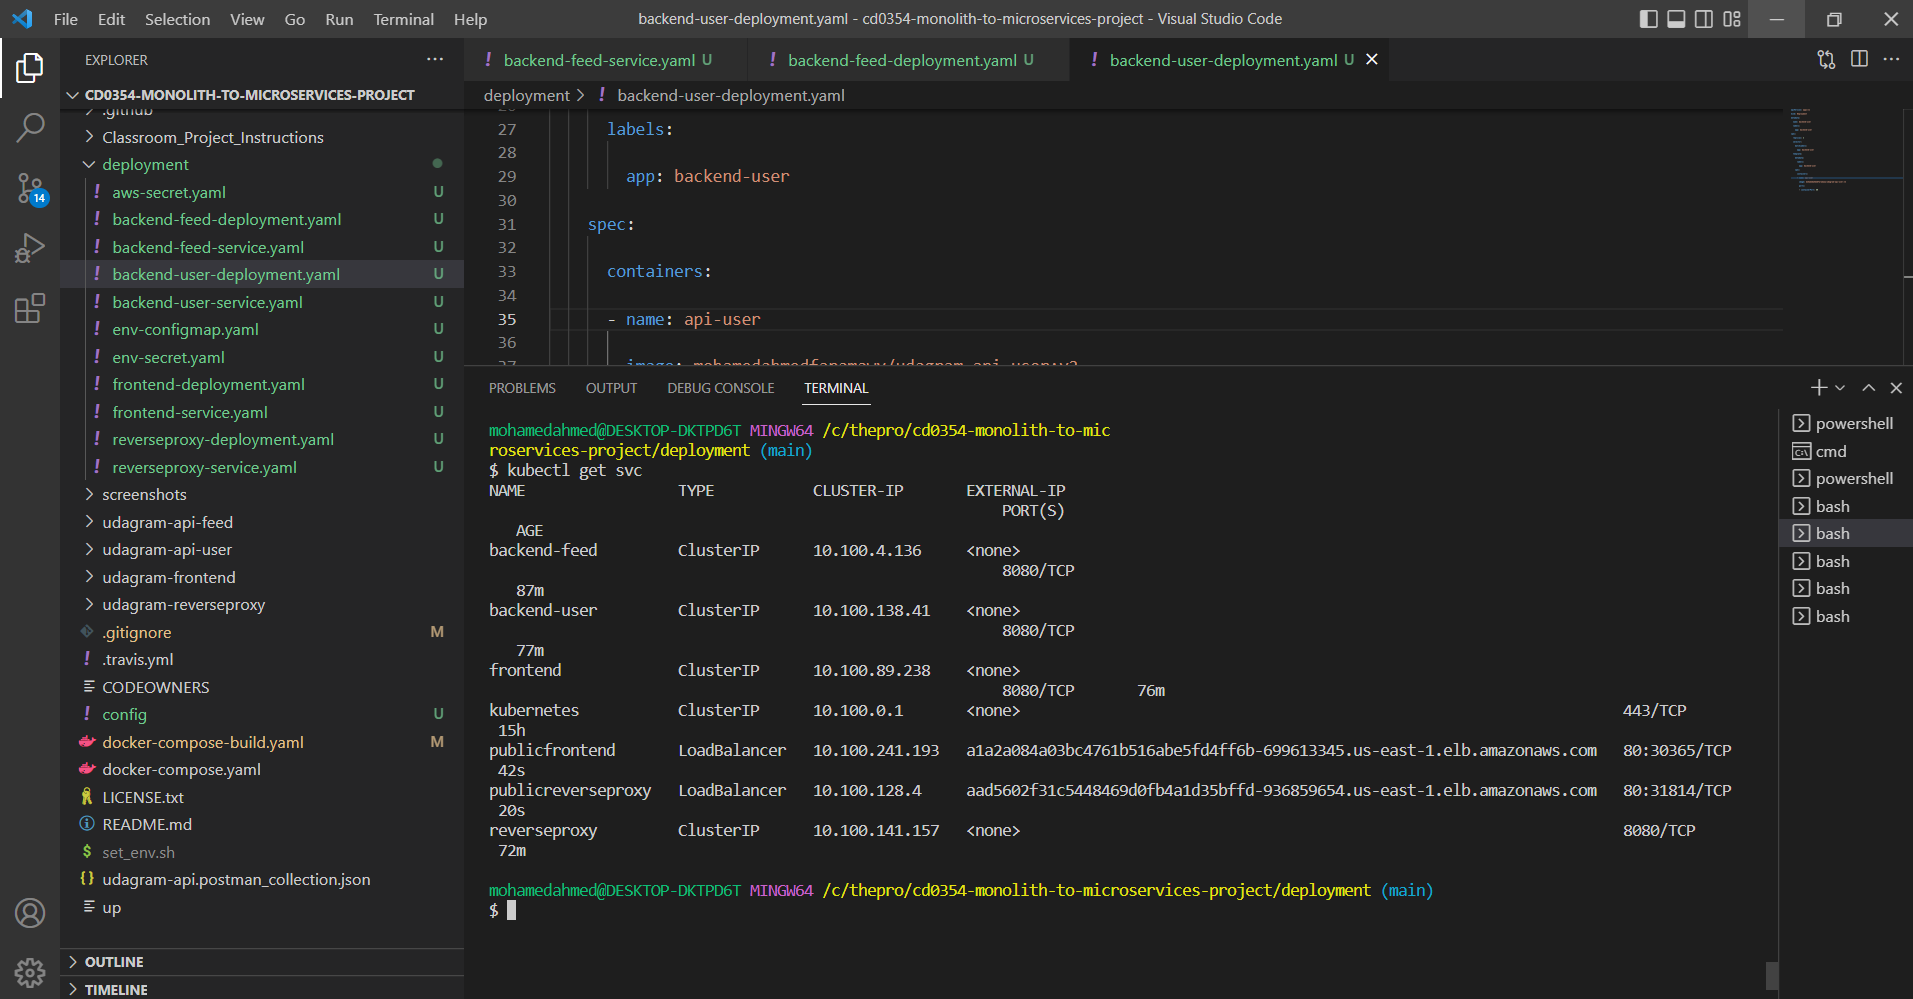 File Edit Selection View Go Run Terminal Help
backend-user-deployment.yaml - cd0354-monolith-to-microservices-project - Visual Studio Code
EXPLORER
CD0354-MONOLITH-TO-MICROSERVICES-PROJECT
.github
Classroom_Project_Instructions
deployment
aws-secret.yaml U
backend-feed-deployment.yaml U
backend-feed-service.yaml U
backend-user-deployment.yaml U
backend-user-service.yaml U
env-configmap.yaml U
env-secret.yaml U
frontend-deployment.yaml U
frontend-service.yaml U
reverseproxy-deployment.yaml U
reverseproxy-service.yaml U
screenshots
udagram-api-feed
udagram-api-user
udagram-frontend
udagram-reverseproxy
.gitignore M
.travis.yml
CODEOWNERS
config U
docker-compose-build.yaml M
docker-compose.yaml
LICENSE.txt
README.md
set_env.sh
udagram-api.postman_collection.json
up
OUTLINE
TIMELINE
14
backend-feed-service.yaml U
backend-feed-deployment.yaml U
backend-user-deployment.yaml U
deployment > ! backend-user-deployment.yaml
27 labels:
28
29 app: backend-user
30
31 spec:
32
33 containers:
34
35 - name: api-user
36
37 image: mohamedahmedfanamawy/udagram-api-user:v2
PROBLEMS OUTPUT DEBUG CONSOLE TERMINAL
mohamedahmed@DESKTOP-DKTPD6T MINGW64 /c/thepro/cd0354-monolith-to-mic
roservices-project/deployment (main)
$ kubectl get svc
NAME TYPE CLUSTER-IP EXTERNAL-IP
PORT(S)
AGE
backend-feed ClusterIP 10.100.4.136 <none>
8080/TCP
87m
backend-user ClusterIP 10.100.138.41 <none>
8080/TCP
77m
frontend ClusterIP 10.100.89.238 <none>
8080/TCP 76m
kubernetes ClusterIP 10.100.0.1 <none> 443/TCP
15h
publicfrontend LoadBalancer 10.100.241.193 a1a2a084a03bc4761b516abe5fd4ff6b-699613345.us-east-1.elb.amazonaws.com 80:30365/TCP
42s
publicreverseproxy LoadBalancer 10.100.128.4 aad5602f31c5448469d0fb4a1d35bffd-936859654.us-east-1.elb.amazonaws.com 80:31814/TCP
20s
reverseproxy ClusterIP 10.100.141.157 <none> 8080/TCP
72m
mohamedahmed@DESKTOP-DKTPD6T MINGW64 /c/thepro/cd0354-monolith-to-microservices-project/deployment (main)
$
powershell
cmd
powershell
bash
bash
bash
bash
bash